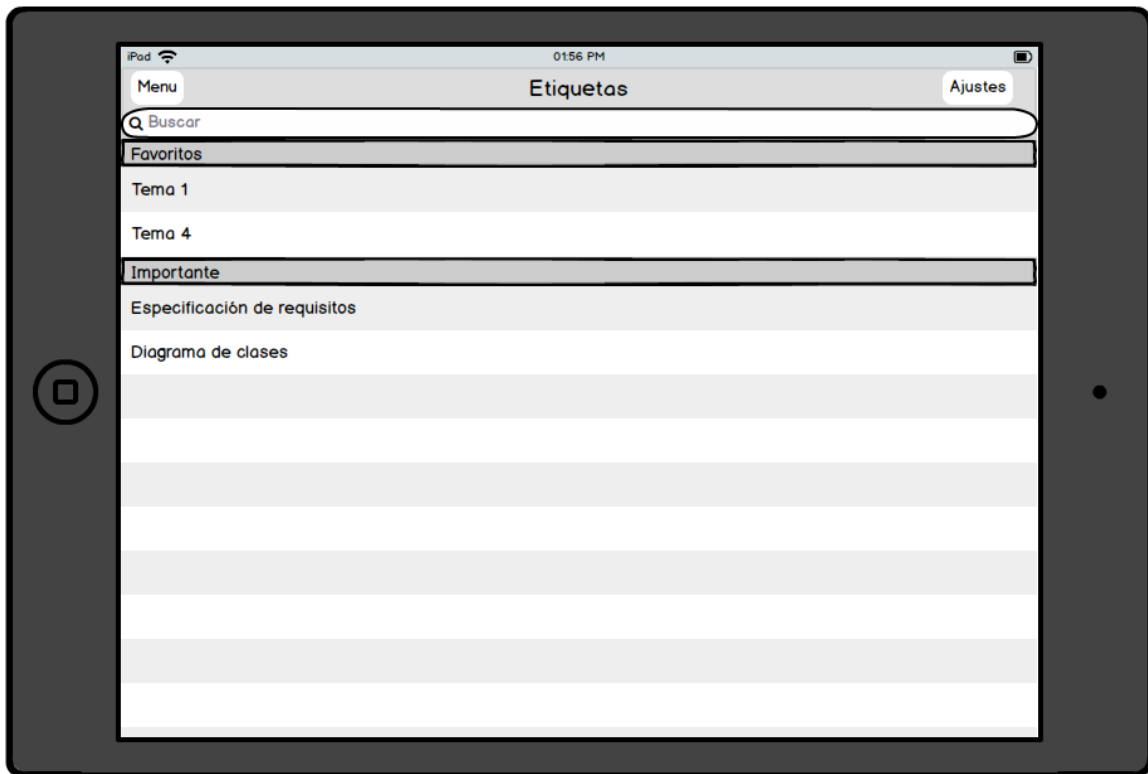 iPad 01:56 PM
Menu Etiquetas Ajustes
Buscar
Favoritos
Tema 1
Tema 4
Importante
Especificación de requisitos
Diagrama de clases